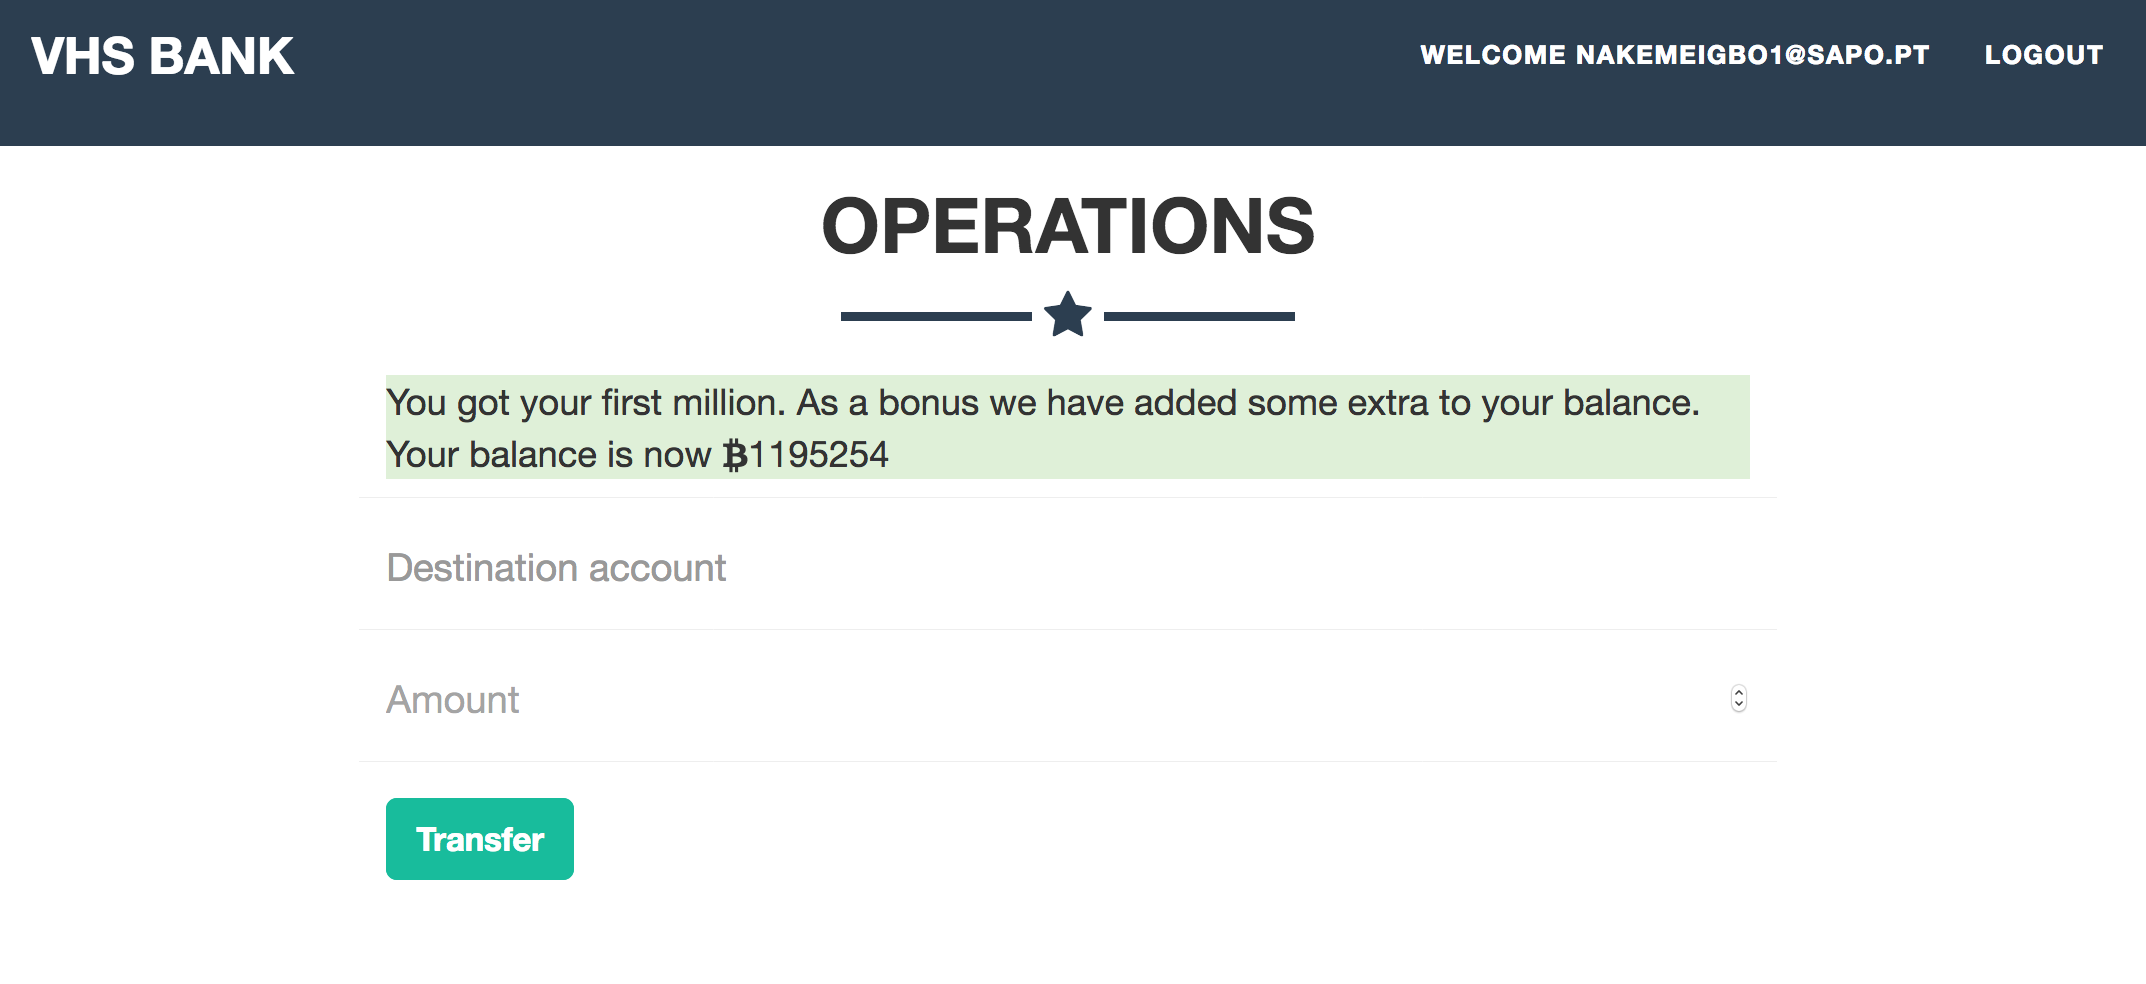 VHS BANK
WELCOME NAKEMEIGBO1@SAPO.PT LOGOUT
OPERATIONS
You got your first million. As a bonus we have added some extra to your balance.
Your balance is now ₿1195254
Destination account
Amount
Transfer